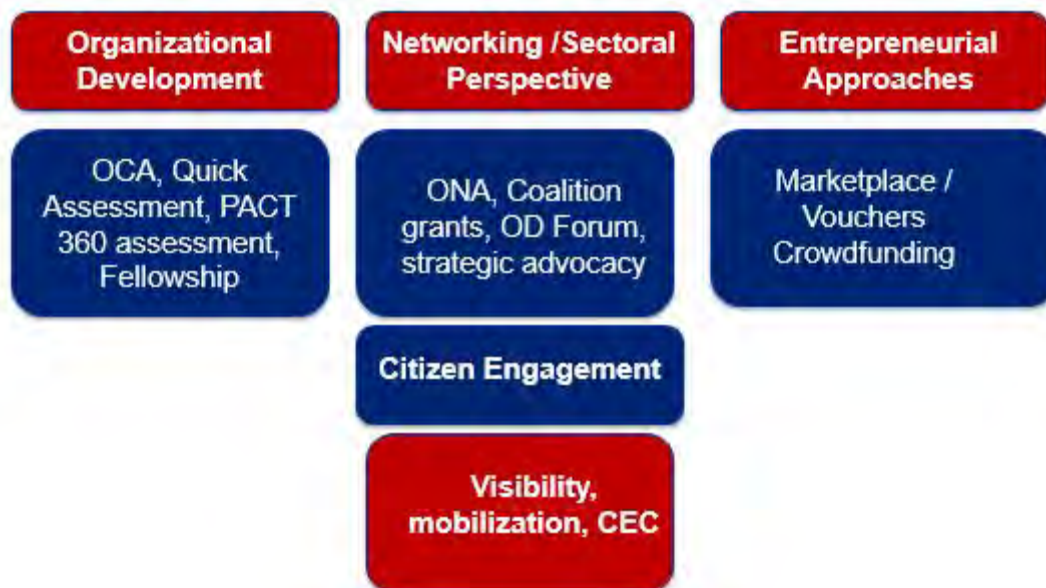 Organizational
Development
Networking /Sectoral
Perspective
Entrepreneurial
Approaches
OCA, Quick
Assessment, PACT
360 assessment,
Fellowship
ONA, Coalition
grants, OD Forum,
strategic advocacy
Marketplace /
Vouchers
Crowdfunding
Citizen Engagement
Visibility,
mobilization, CEC